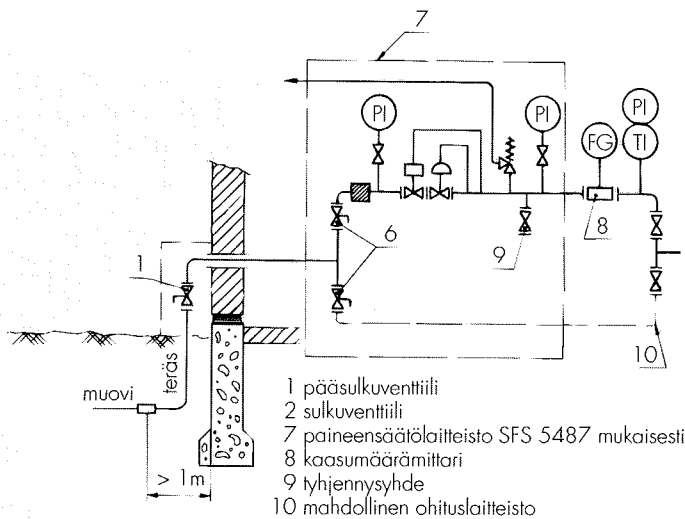 7
PI
PI
PI
FG
TI
6
9
8
1
10
teräs
muovi
> 1m
1 pääsulkuventtiili
2 sulkuventtiili
7 paineensäätölaitteisto SFS 5487 mukaisesti
8 kaasumäärämittari
9 tyhjennysyhde
10 mahdollinen ohituslaitteisto